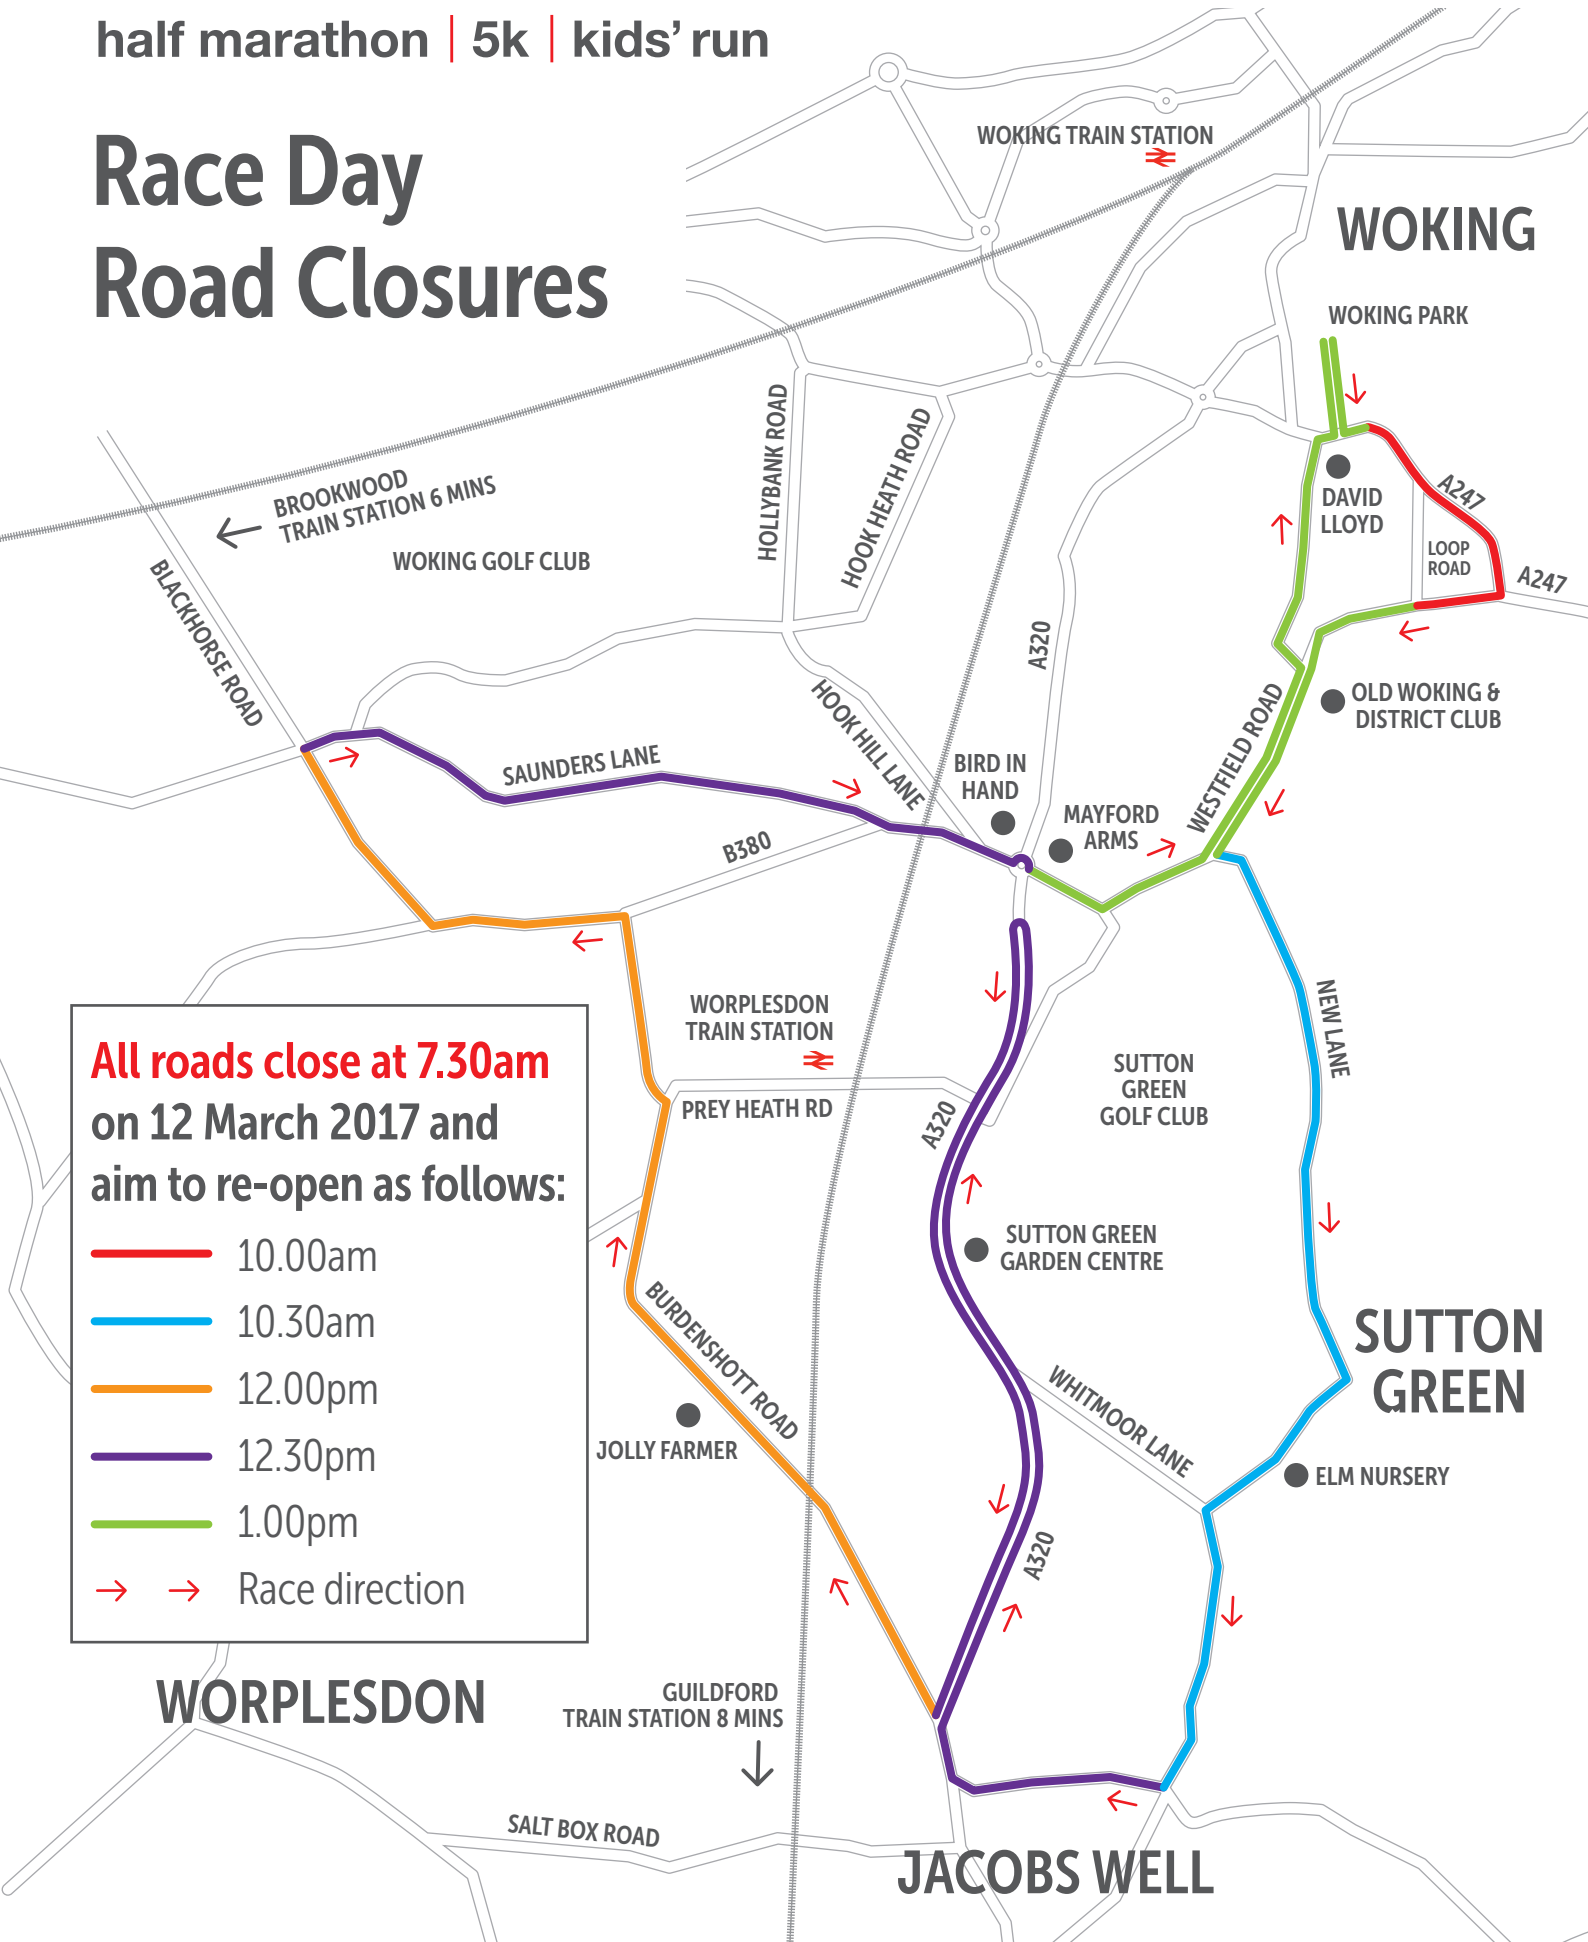 half marathon | 5k | kids' run
Race Day
Road Closures
WOKING TRAIN STATION
WOKING
WOKING PARK
HOLLYBANK ROAD
HOOK HEATH ROAD
BROOKWOOD
TRAIN STATION 6 MINS
WOKING GOLF CLUB
DAVID
LLOYD
A247
LOOP
ROAD
A247
BLACKHORSE ROAD
A320
HOOK HILL LANE
WESTFIELD ROAD
OLD WOKING &
DISTRICT CLUB
SAUNDERS LANE
BIRD IN
HAND
MAYFORD
ARMS
B380
NEW LANE
WORPLESDON
TRAIN STATION
PREY HEATH RD
A320
SUTTON
GREEN
GOLF CLUB
All roads close at 7.30am
on 12 March 2017 and
aim to re-open as follows:
10.00am
10.30am
12.00pm
12.30pm
1.00pm
Race direction
SUTTON GREEN
GARDEN CENTRE
BURDENSHOTT ROAD
SUTTON
GREEN
WHITMOOR LANE
JOLLY FARMER
ELM NURSERY
A320
WORPLESDON
GUILDFORD
TRAIN STATION 8 MINS
SALT BOX ROAD
JACOBS WELL